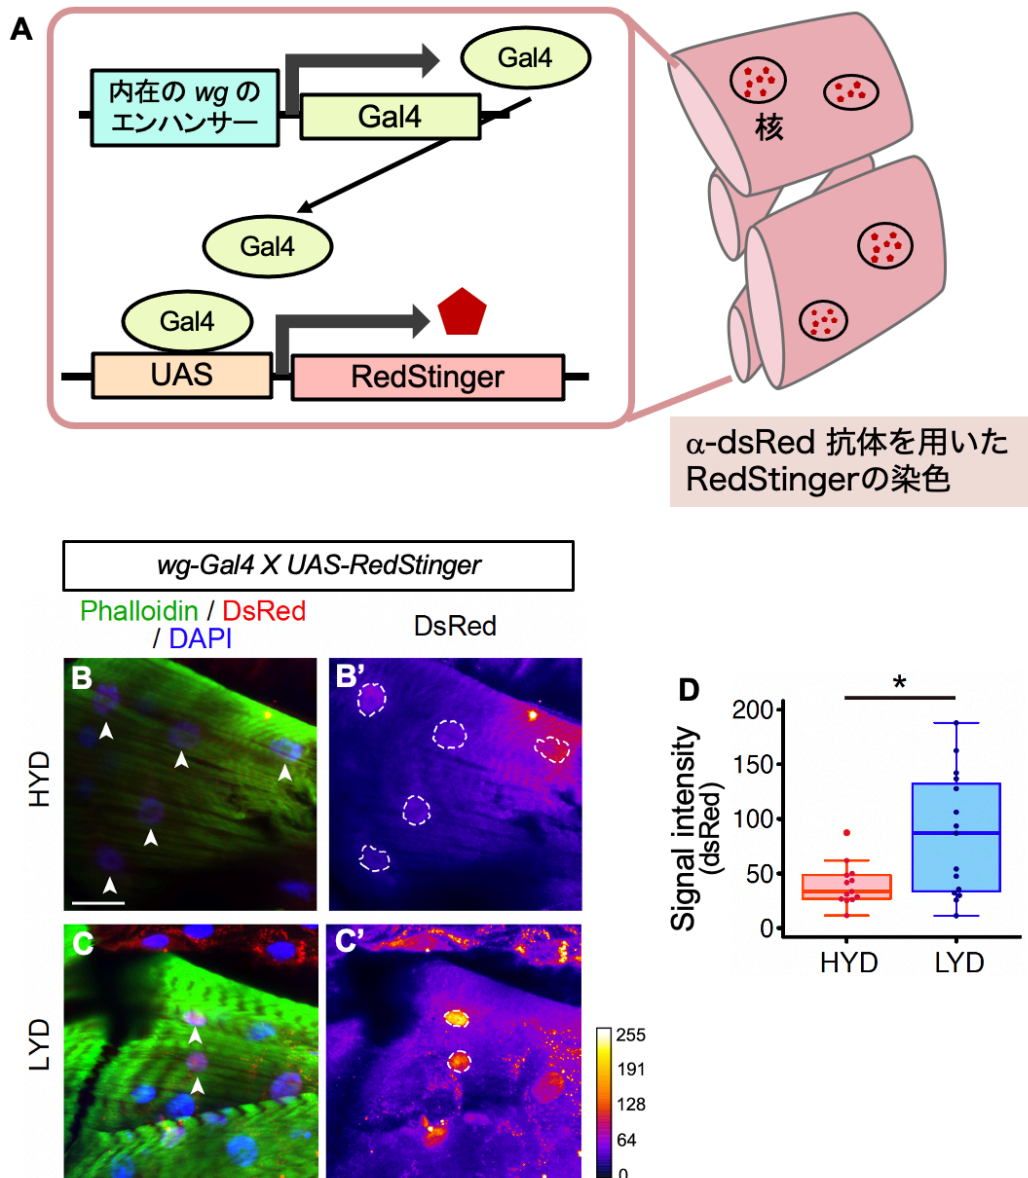 A
内在の wg の
エンハンサー
Gal4
Gal4
Gal4
Gal4
UAS
RedStinger
核
α-dsRed 抗体を用いた
RedStingerの染色
wg-Gal4 X UAS-RedStinger
Phalloidin / DsRed
/ DAPI
DsRed
HYD
B
B'
LYD
C
C'
255
191
128
64
0
D
*
Signal intensity
(dsRed)
200
150
100
50
0
HYD
LYD